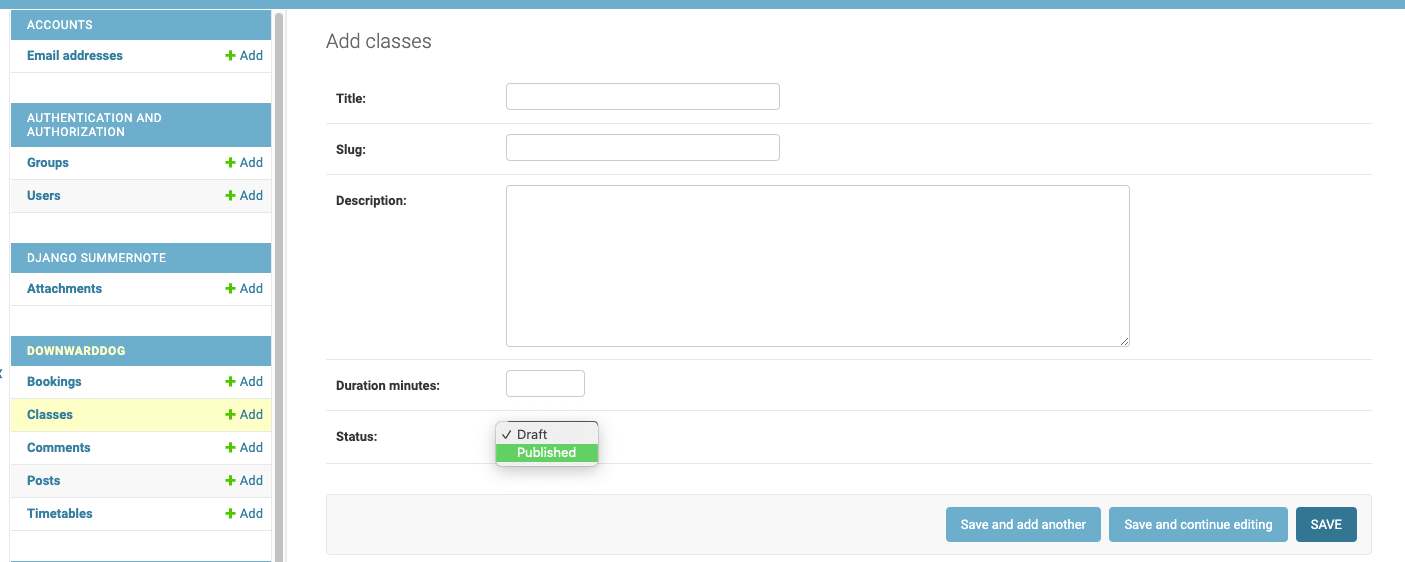 ACCOUNTS
Email addresses + Add
AUTHENTICATION AND
AUTHORIZATION
Groups + Add
Users + Add
DJANGO SUMMERNOTE
Attachments + Add
DOWNWARDDOG
Bookings + Add
Classes + Add
Comments + Add
Posts + Add
Timetables + Add
Add classes
Title:
Slug:
Description:
Duration minutes:
Status:
✓ Draft
Published
Save and add another
Save and continue editing
SAVE